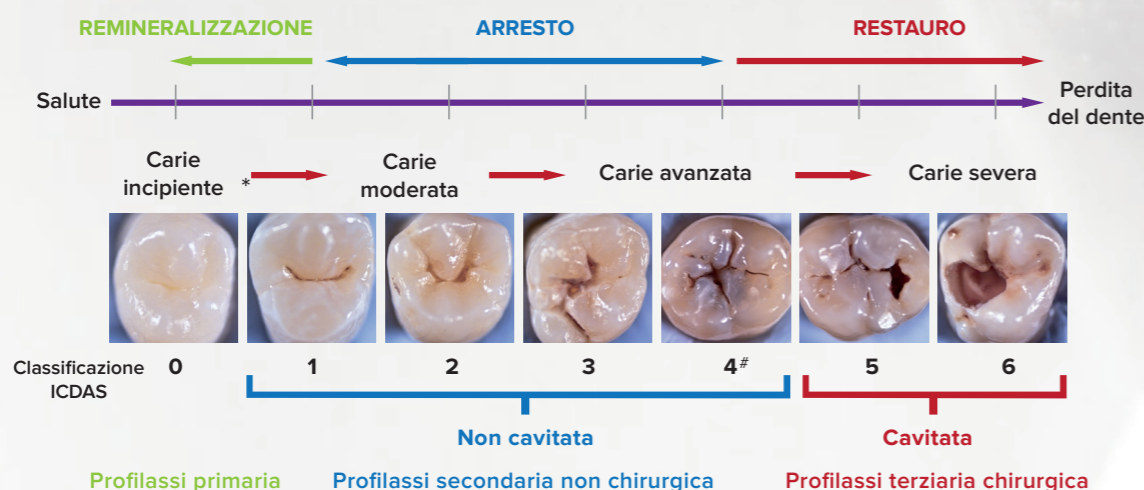 REMINERALIZZAZIONE ARRESTO RESTAURO
Salute
Perdita
del dente
Carie
incipiente *
Carie
moderata
Carie avanzata
Carie severa
Classificazione
ICDAS
0 1 2 3 4# 5 6
Non cavitata Cavitata
Profilassi primaria Profilassi secondaria non chirurgica Profilassi terziaria chirurgica